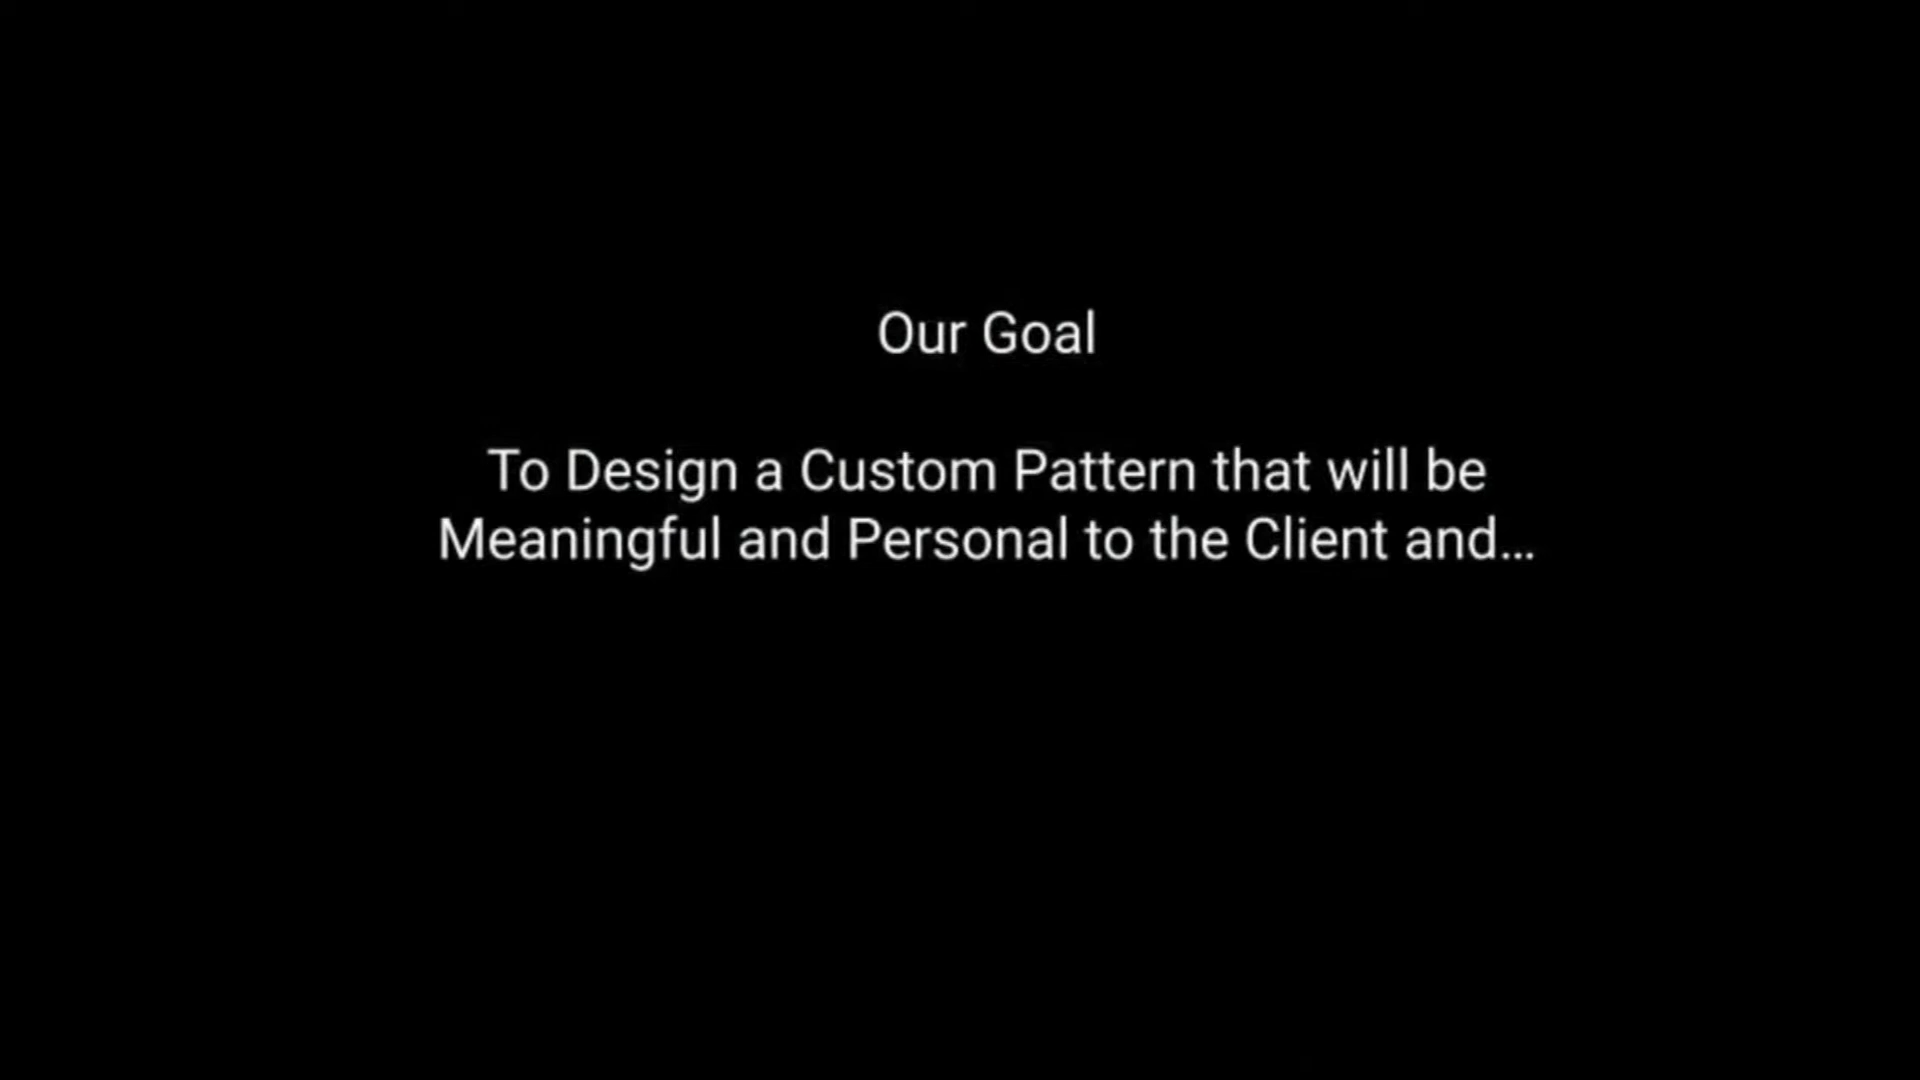 Our Goal
To Design a Custom Pattern that will be
Meaningful and Personal to the Client and...